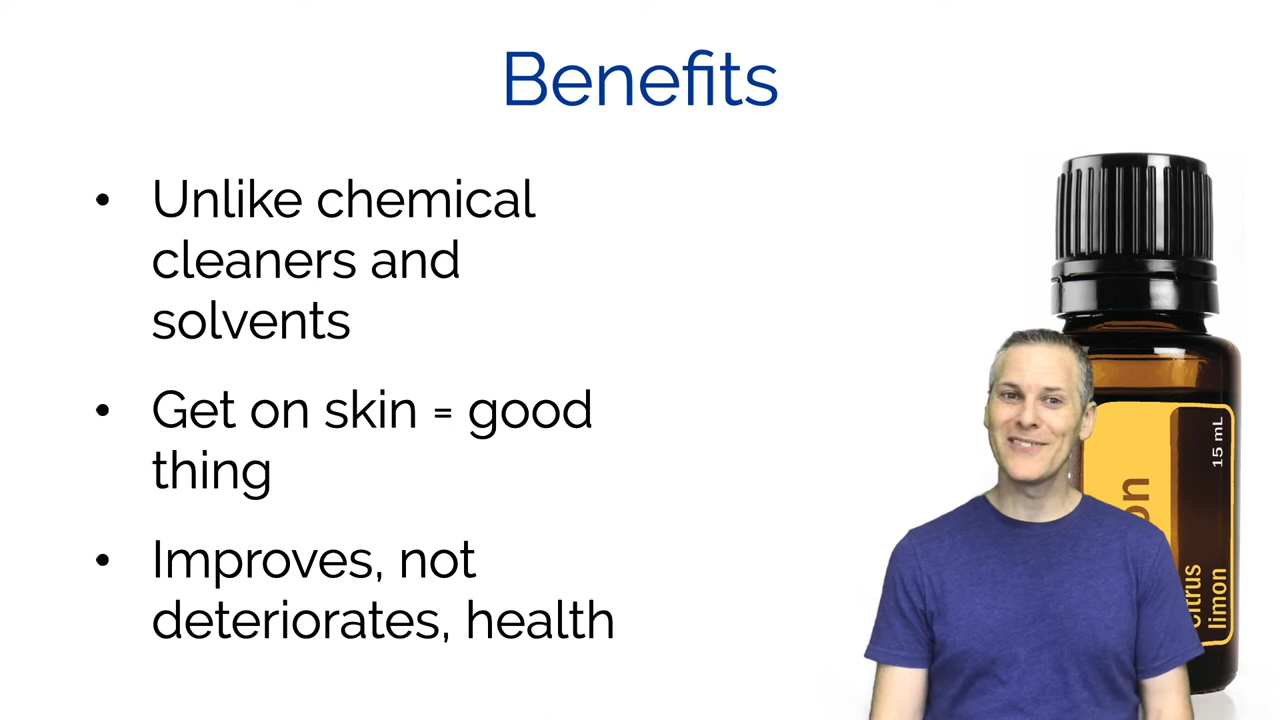 Benefits
• Unlike chemical
cleaners and
solvents
• Get on skin = good
thing
• Improves, not
deteriorates, health
15 mL
on
citrus
limon